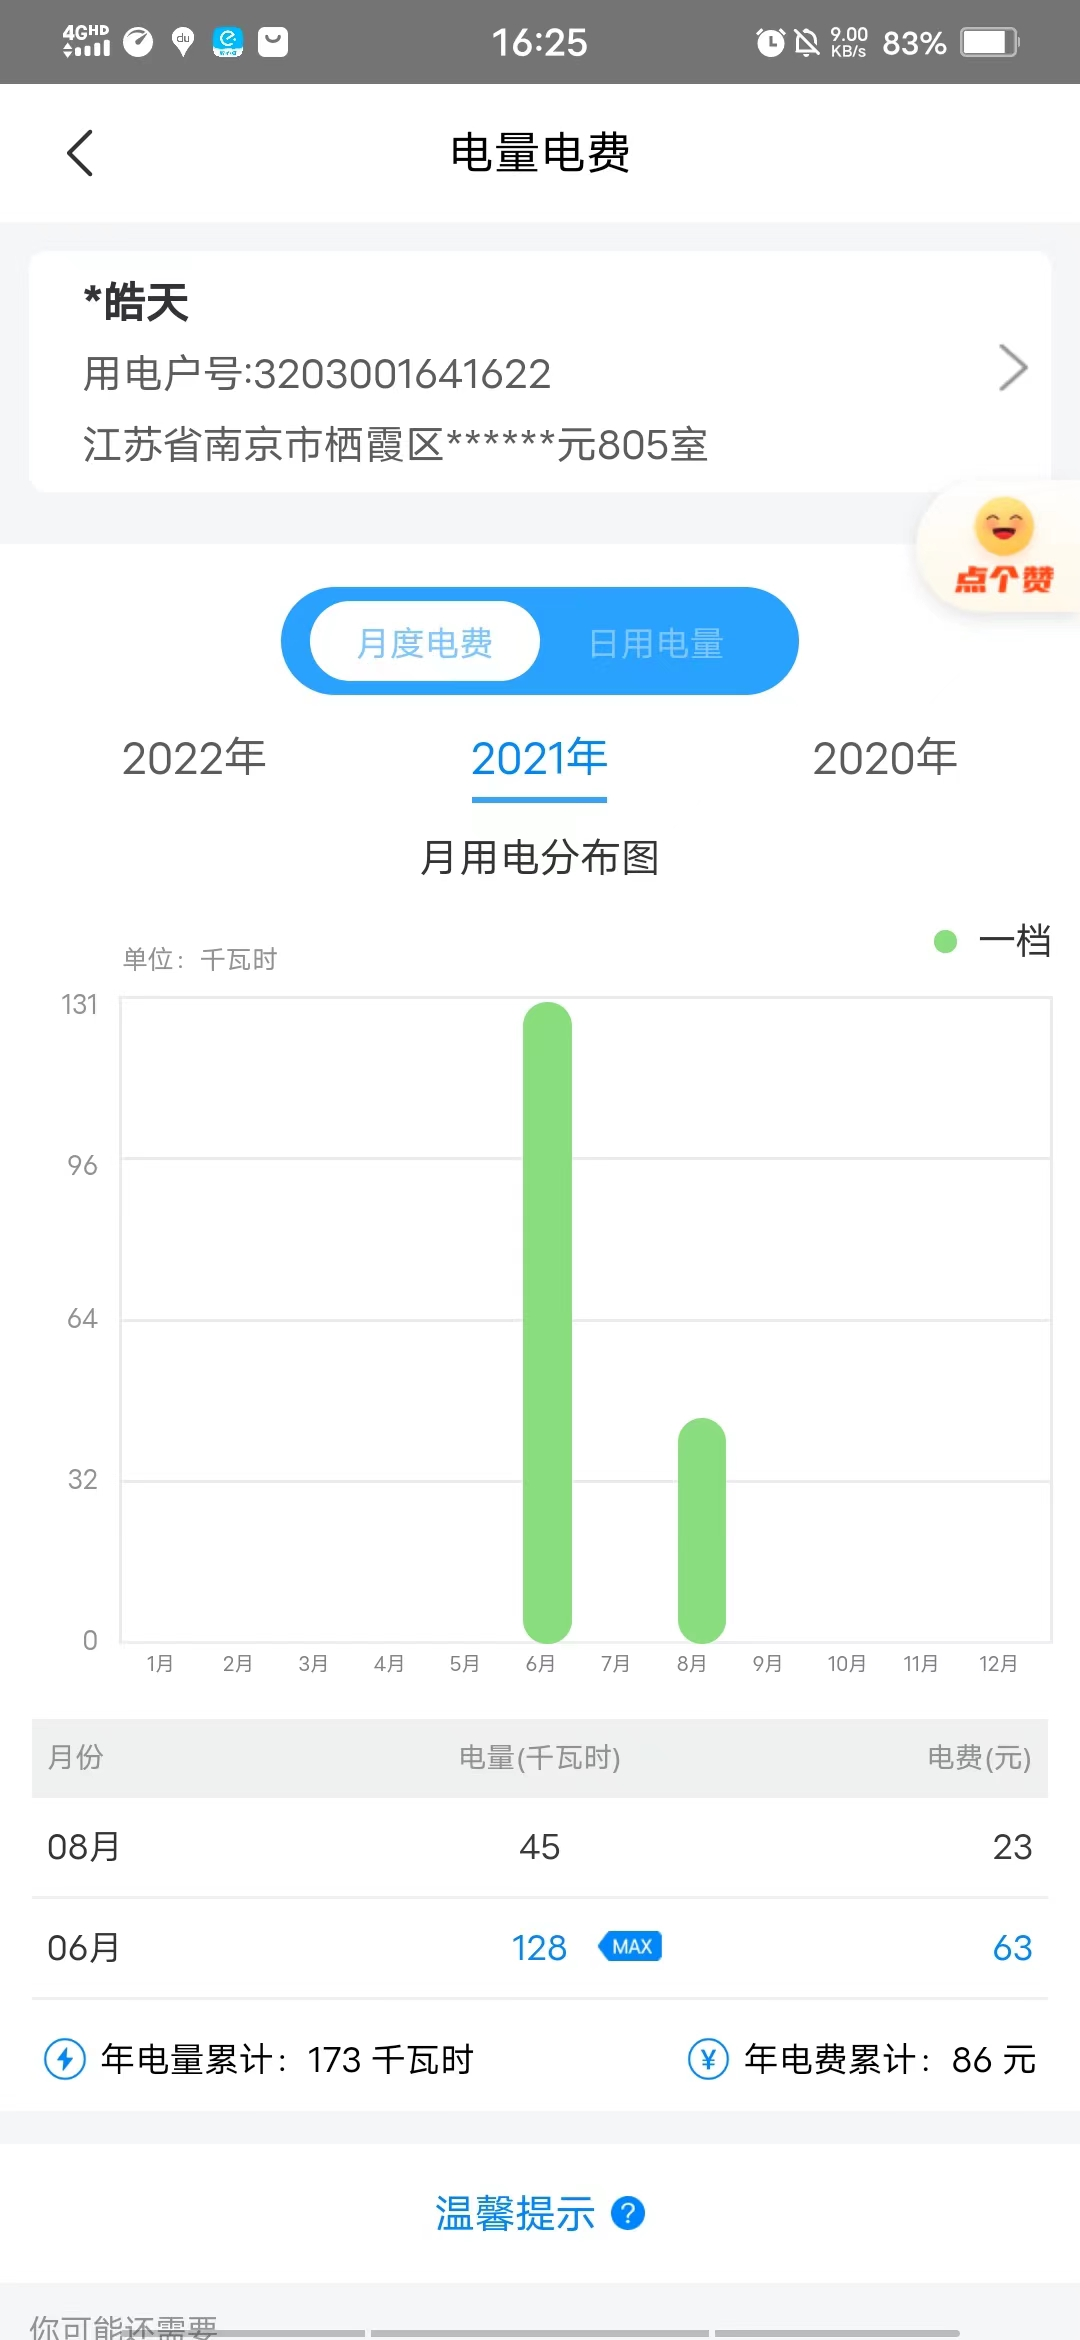 4GHD
du
16:25
9.00
KB/s
83%
电量电费
*皓天
用电户号:3203001641622
江苏省南京市栖霞区******元805室
点个赞
月度电费 日用电量
2022年 2021年 2020年
月用电分布图
单位：千瓦时
一档
131
96
64
32
0
1月 2月 3月 4月 5月 6月 7月 8月 9月 10月 11月 12月
月份 电量(千瓦时) 电费(元)
08月 45 23
06月 128 MAX 63
年电量累计：173 千瓦时 ¥ 年电费累计：86 元
温馨提示 ?
你可能还需要